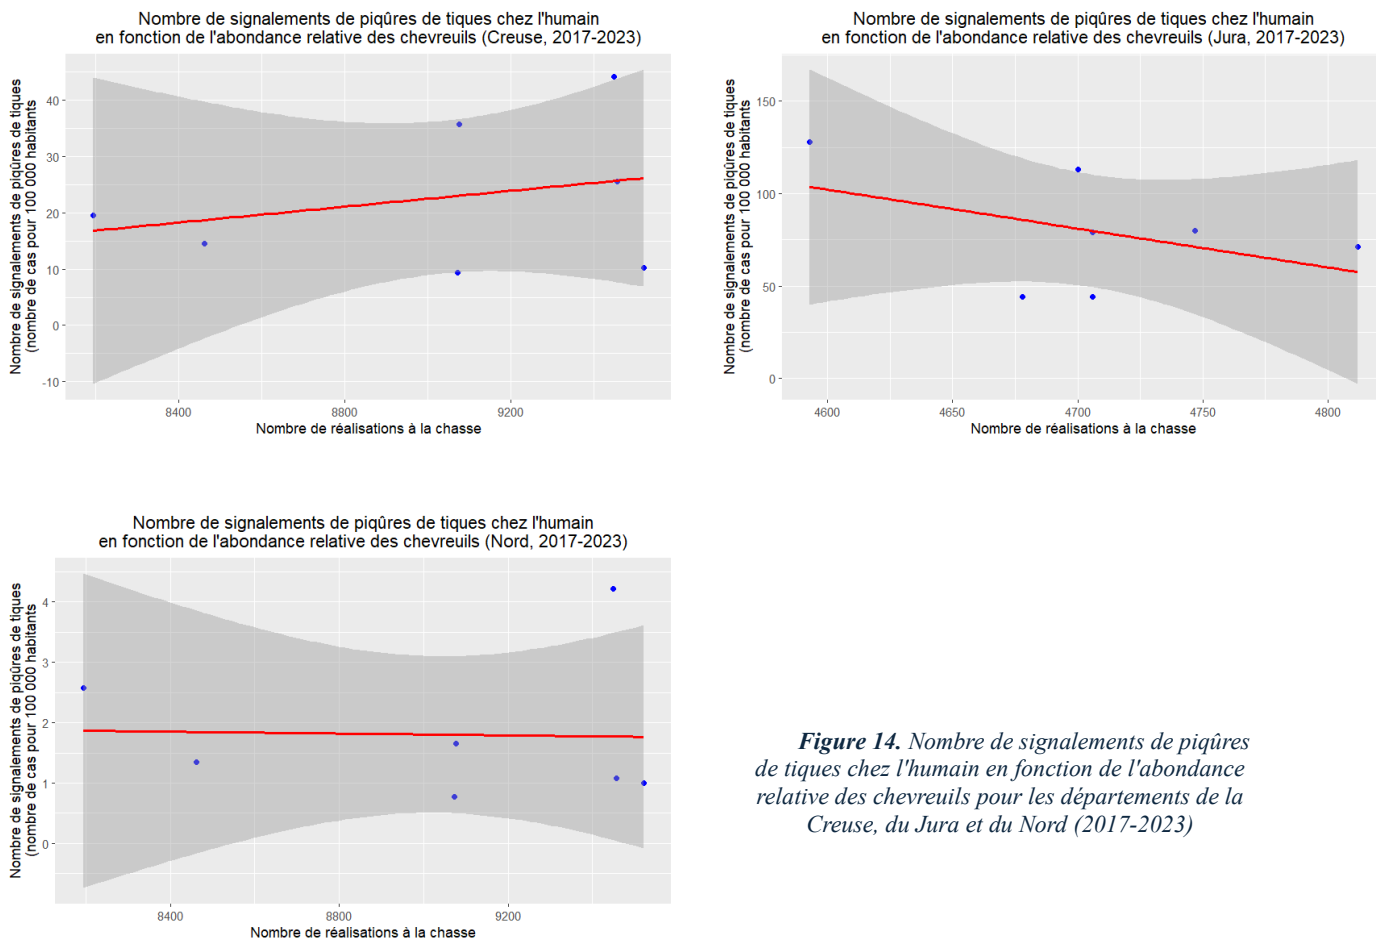 Nombre de signalements de piqûres de tiques chez l'humain
en fonction de l'abondance relative des chevreuils (Creuse, 2017-2023)
Nombre de signalements de piqûres de tiques
(nombre de cas pour 100 000 habitants
40
30
20
10
0
-10
8400
8800
9200
Nombre de réalisations à la chasse
Nombre de signalements de piqûres de tiques chez l'humain
en fonction de l'abondance relative des chevreuils (Jura, 2017-2023)
Nombre de signalements de piqûres de tiques
(nombre de cas pour 100 000 habitants
150
100
50
0
4600
4650
4700
4750
4800
Nombre de réalisations à la chasse
Nombre de signalements de piqûres de tiques chez l'humain
en fonction de l'abondance relative des chevreuils (Nord, 2017-2023)
Nombre de signalements de piqûres de tiques
(nombre de cas pour 100 000 habitants
4
3
2
1
0
8400
8800
9200
Nombre de réalisations à la chasse
Figure 14. Nombre de signalements de piqûres
de tiques chez l'humain en fonction de l'abondance
relative des chevreuils pour les départements de la
Creuse, du Jura et du Nord (2017-2023)